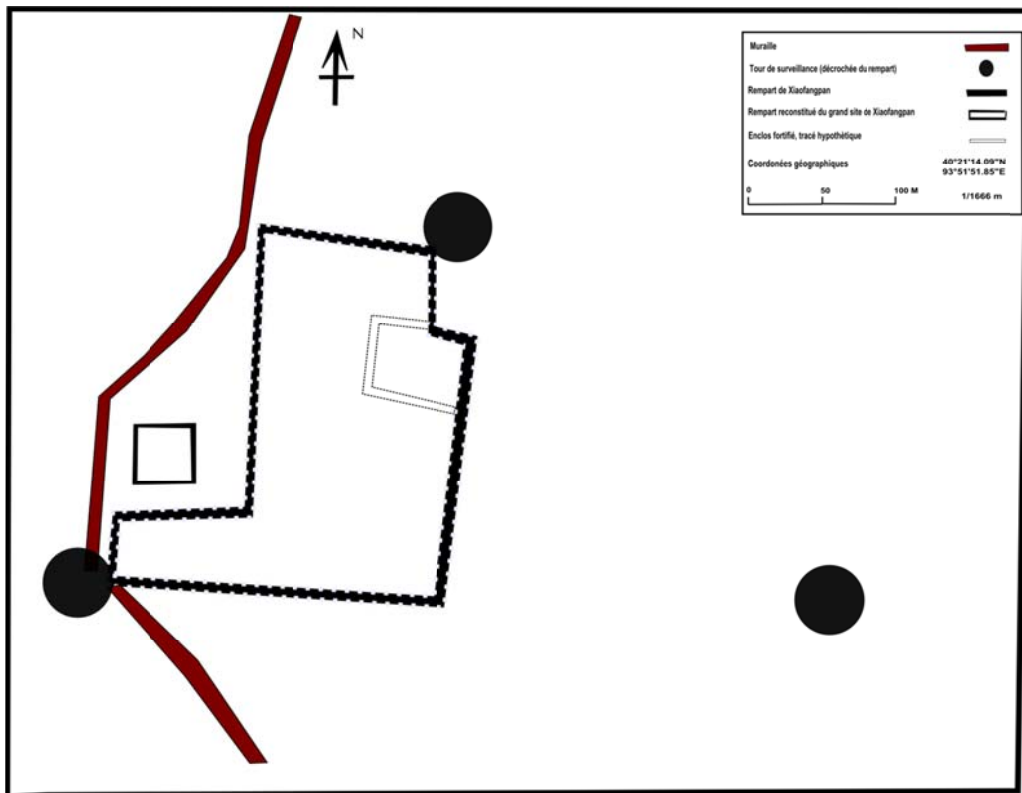 N
Muraille
Tour de surveillance (décrochée du rempart)
Rempart de Xiaofangpan
Rempart reconstitué du grand site de Xiaofangpan
Enclos fortifié, tracé hypothètique
Coordonées géographiques
40°21'14.09"N
93°51'51.85"E
0 50 100 M
1/1666 m